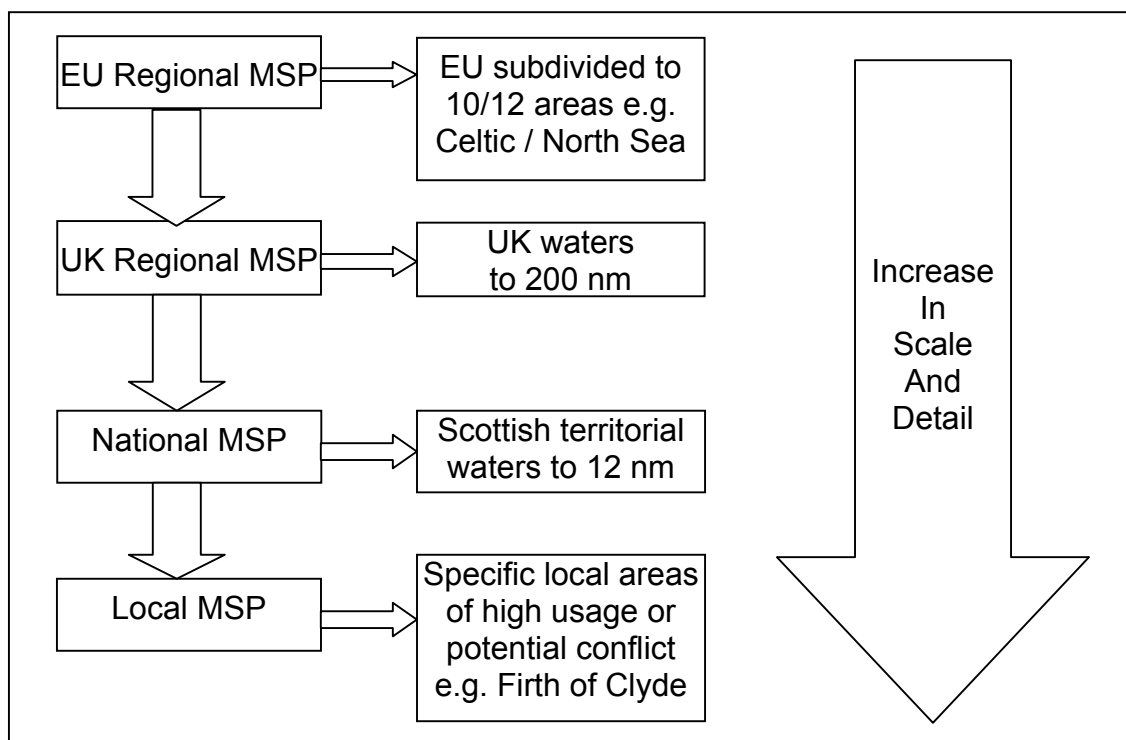 EU Regional MSP
EU subdivided to
10/12 areas e.g.
Celtic / North Sea
UK Regional MSP
UK waters
to 200 nm
National MSP
Scottish territorial
waters to 12 nm
Local MSP
Specific local areas
of high usage or
potential conflict
e.g. Firth of Clyde
Increase
In
Scale
And
Detail